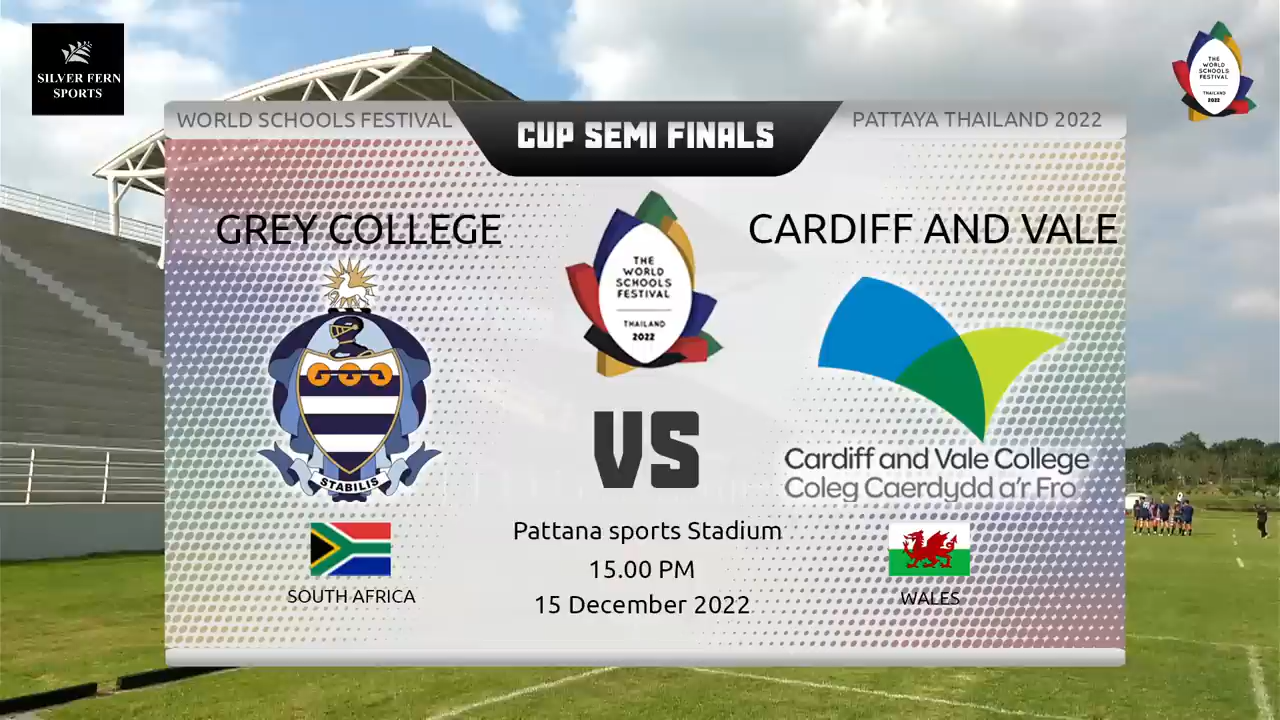 SILVER FERN
SPORTS
THE
WORLD
SCHOOLS
FESTIVAL
THAILAND
2022
WORLD SCHOOLS FESTIVAL
CUP SEMI FINALS
PATTAYA THAILAND 2022
GREY COLLEGE
CARDIFF AND VALE
THE
WORLD
SCHOOLS
FESTIVAL
THAILAND
2022
STABILIS
VS
Cardiff and Vale College
Coleg Caerdydd a'r Fro
Pattana sports Stadium
15.00 PM
15 December 2022
SOUTH AFRICA
WALES